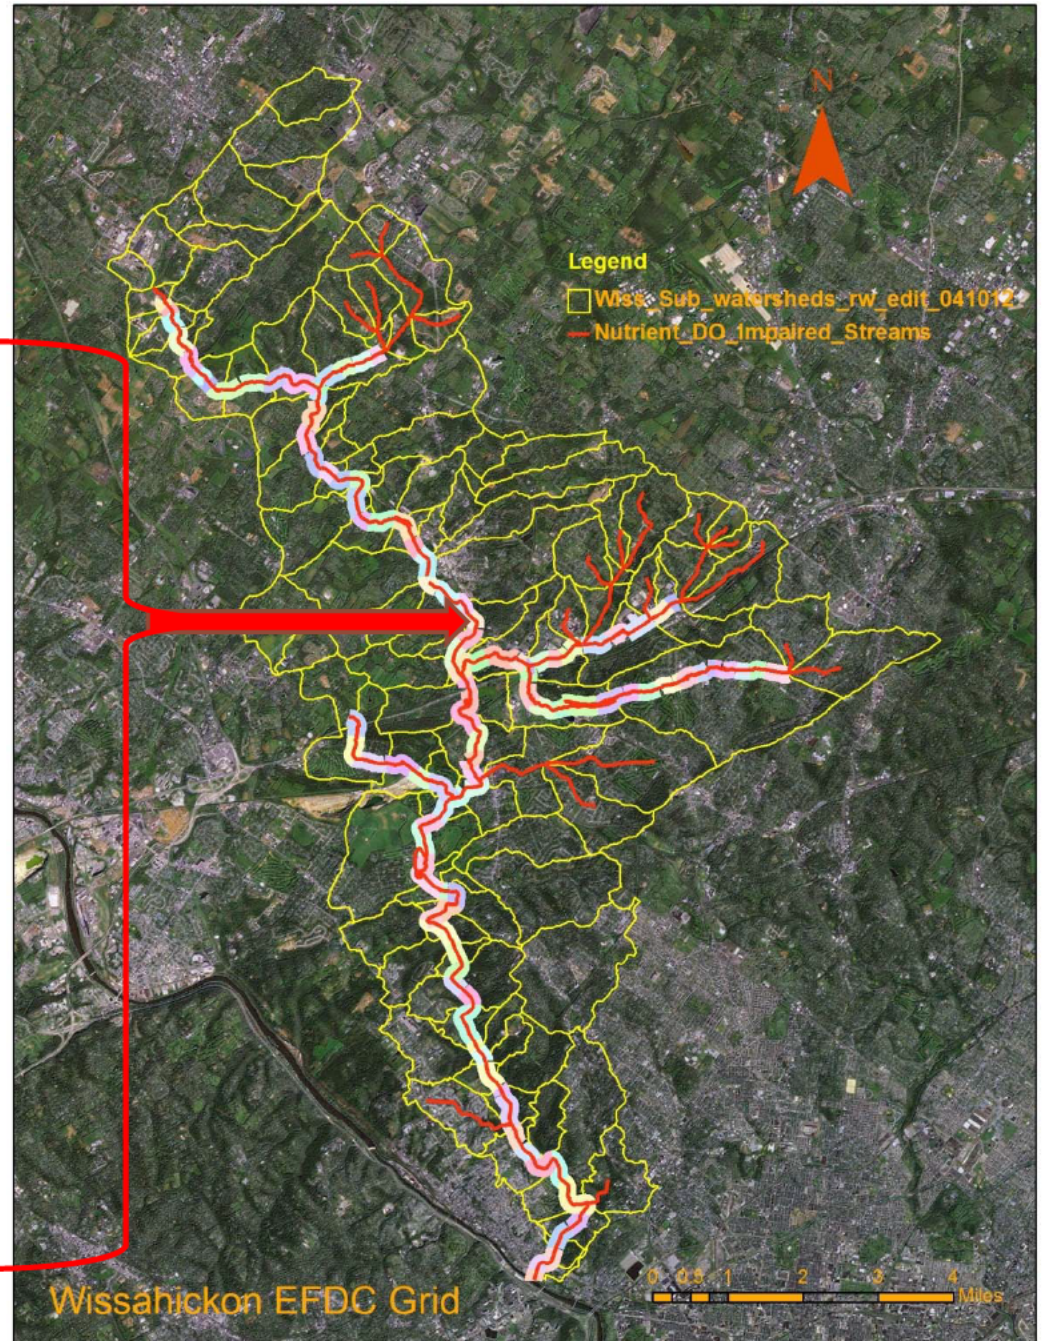 N
Legend
Wiss_Sub_watersheds_rw_edit_041012
Nutrient_DO_Impaired_Streams
0 0.5 1 2 3 4
Miles
Wissahickon EFDC Grid